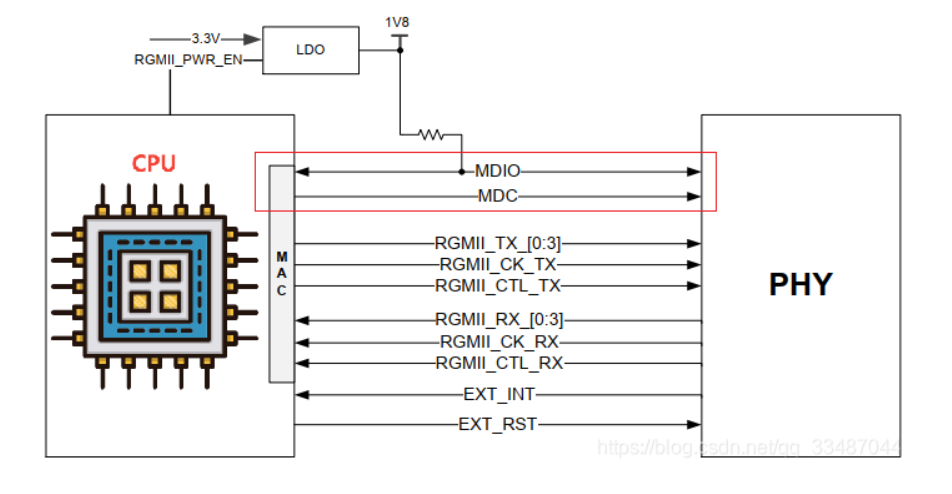 1V8
3.3V
LDO
RGMII_PWR_EN
CPU
MDIO
MDC
MAC
RGMII_TX_[0:3]
RGMII_CK_TX
RGMII_CTL_TX
PHY
RGMII_RX_[0:3]
RGMII_CK_RX
RGMII_CTL_RX
EXT_INT
EXT_RST
https://blog.csdn.net/qq_33487044